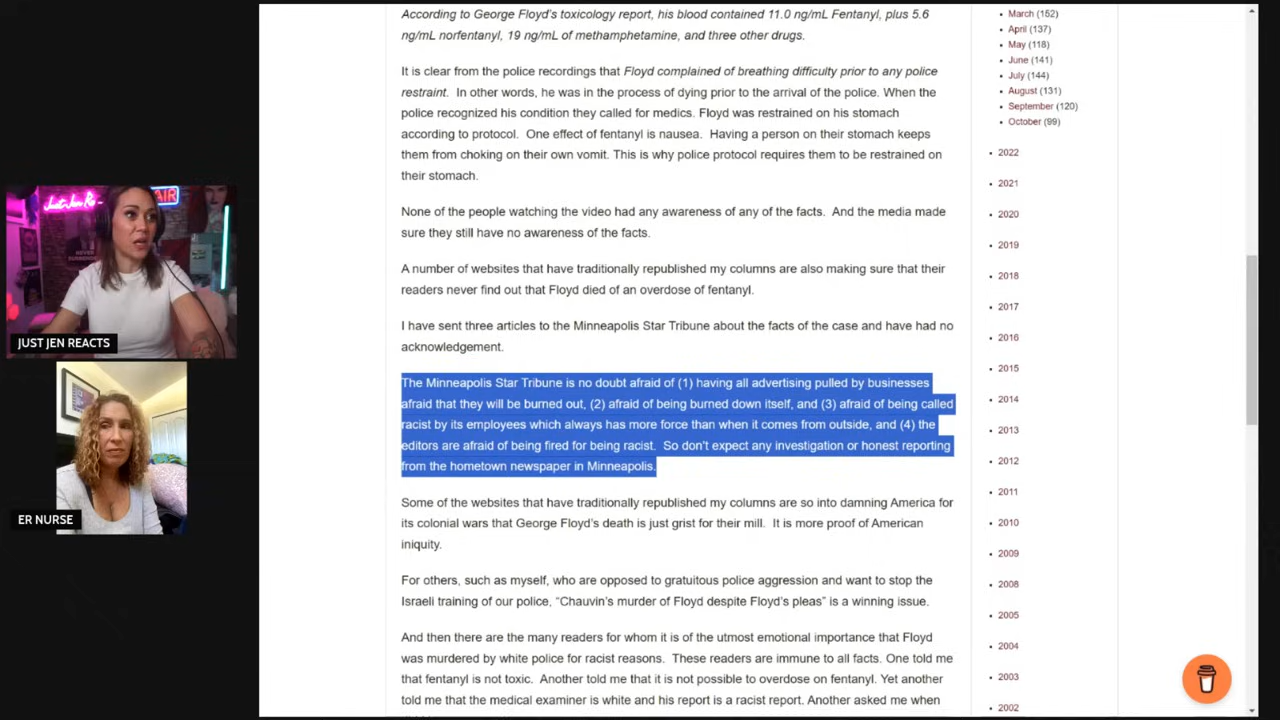 According to George Floyd's toxicology report, his blood contained 11.0 ng/mL Fentanyl, plus 5.6
ng/mL norfentanyl, 19 ng/mL of methamphetamine, and three other drugs.
It is clear from the police recordings that Floyd complained of breathing difficulty prior to any police
restraint.  In other words, he was in the process of dying prior to the arrival of the police.  When the
police recognized his condition they called for medics.  Floyd was restrained on his stomach
according to protocol.  One effect of fentanyl is nausea.  Having a person on their stomach keeps
them from choking on their own vomit.  This is why police protocol requires them to be restrained on
their stomach.
None of the people watching the video had any awareness of any of the facts.  And the media made
sure they still have no awareness of the facts.
A number of websites that have traditionally republished my columns are also making sure that their
readers never find out that Floyd died of an overdose of fentanyl.
I have sent three articles to the Minneapolis Star Tribune about the facts of the case and have had no
acknowledgement.
The Minneapolis Star Tribune is no doubt afraid of (1) having all advertising pulled by businesses
afraid that they will be burned out, (2) afraid of being burned down itself, and (3) afraid of being called
racist by its employees which always has more force than when it comes from outside, and (4) the
editors are afraid of being fired for being racist.  So don't expect any investigation or honest reporting
from the hometown newspaper in Minneapolis.
Some of the websites that have traditionally republished my columns are so into damning America for
its colonial wars that George Floyd's death is just grist for their mill.  It is more proof of American
iniquity.
For others, such as myself, who are opposed to gratuitous police aggression and want to stop the
Israeli training of our police, "Chauvin's murder of Floyd despite Floyd's pleas" is a winning issue.
And then there are the many readers for whom it is of the utmost emotional importance that Floyd
was murdered by white police for racist reasons.  These readers are immune to all facts.  One told me
that fentanyl is not toxic.  Another told me that it is not possible to overdose on fentanyl.  Yet another
told me that the medical examiner is white and his report is a racist report.  Another asked me when
March (152)
April (137)
May (118)
June (141)
July (144)
August (131)
September (120)
October (99)
2022
2021
2020
2019
2018
2017
2016
2015
2014
2013
2012
2011
2010
2009
2008
2005
2004
2003
2002
Just Jen Re
AIR
NEVER
SURRENDER
JUST JEN REACTS
ER NURSE